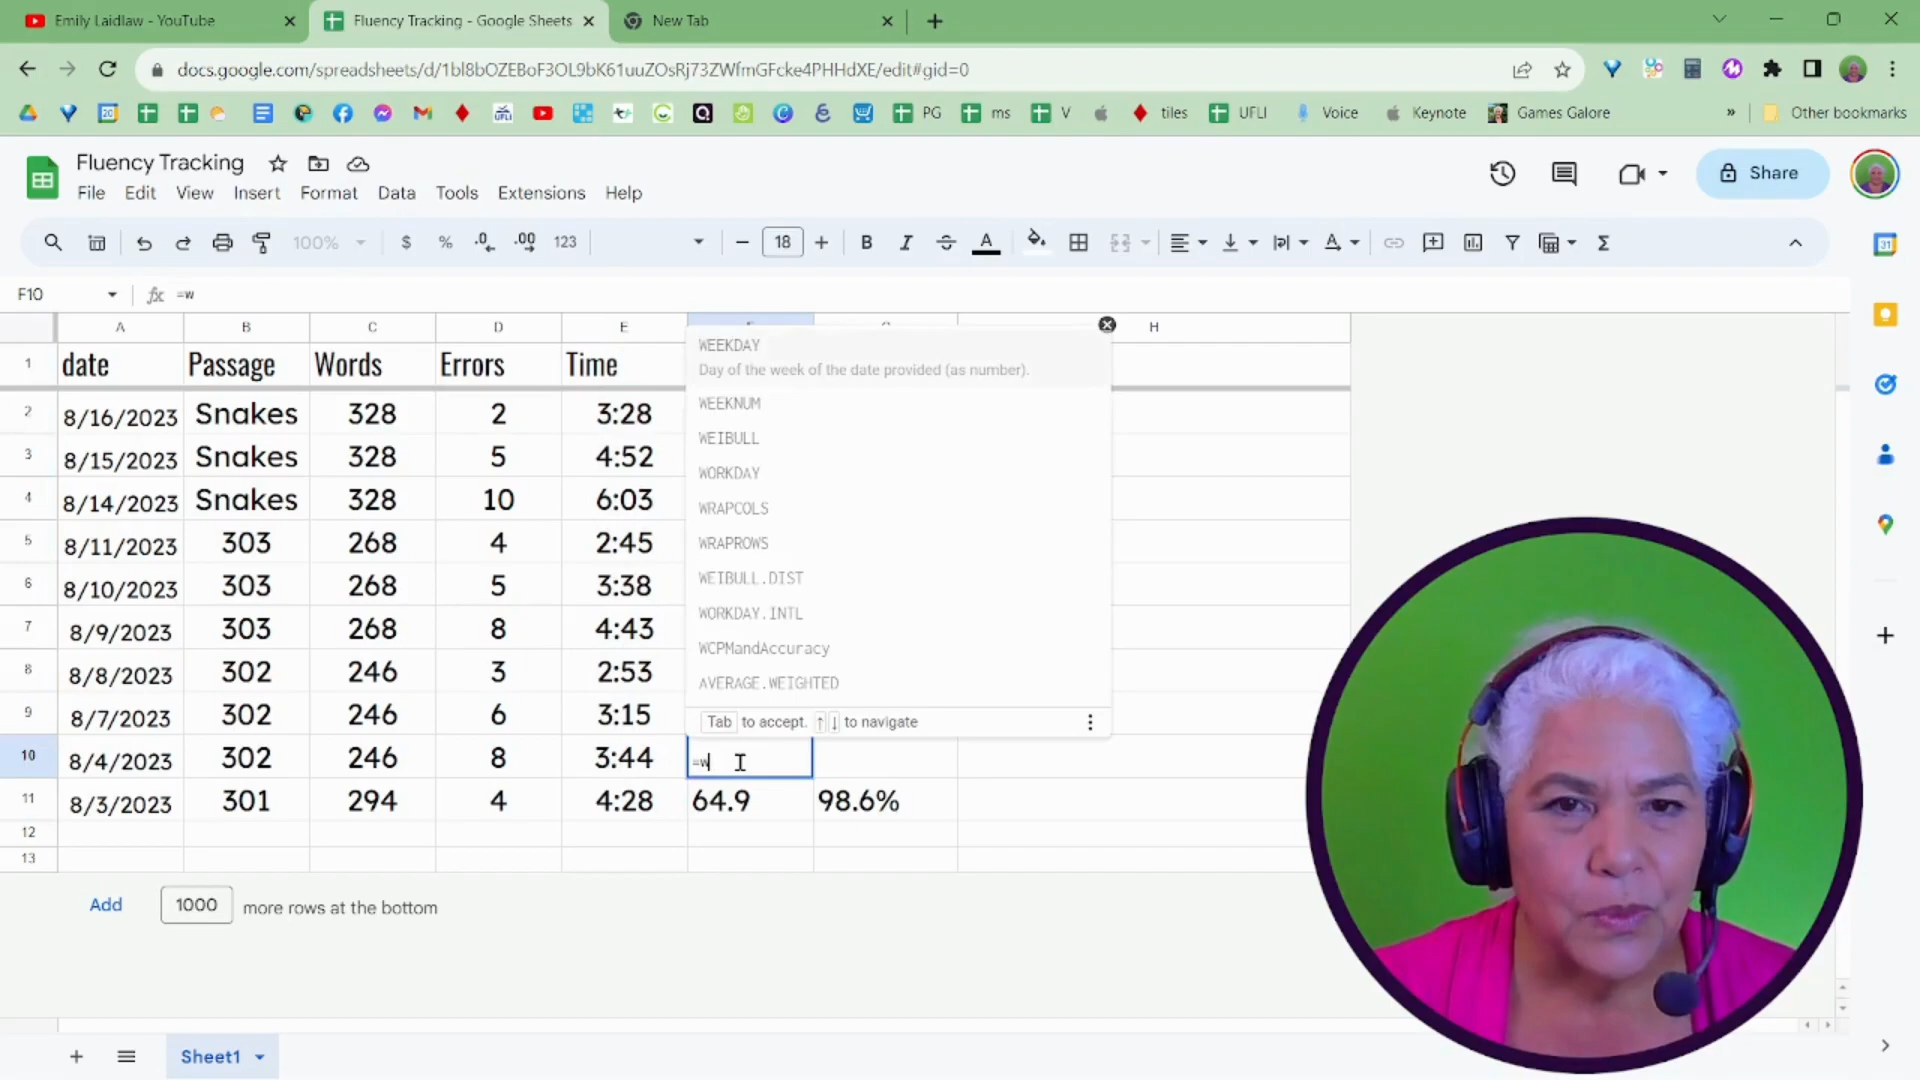 Emily Laidlaw - YouTube
Fluency Tracking - Google Sheets
New Tab
docs.google.com/spreadsheets/d/1bl8bOZEBoF3OL9bK61uuZOsRj73ZWfmGFcke4PHHdXE/edit#gid=0
PG
ms
V
tiles
UFLI
Voice
Keynote
Games Galore
»
Other bookmarks
Fluency Tracking
File Edit View Insert Format Data Tools Extensions Help
Share
100% $ % .0 .00 123 18 B I A
F10 fx =w
A B C D E H
1 date Passage Words Errors Time
2 8/16/2023 Snakes 328 2 3:28
3 8/15/2023 Snakes 328 5 4:52
4 8/14/2023 Snakes 328 10 6:03
5 8/11/2023 303 268 4 2:45
6 8/10/2023 303 268 5 3:38
7 8/9/2023 303 268 8 4:43
8 8/8/2023 302 246 3 2:53
9 8/7/2023 302 246 6 3:15
10 8/4/2023 302 246 8 3:44 =w
11 8/3/2023 301 294 4 4:28 64.9 98.6%
12
13
WEEKDAY
Day of the week of the date provided (as number).
WEEKNUM
WEIBULL
WORKDAY
WRAPCOLS
WRAPROWS
WEIBULL.DIST
WORKDAY.INTL
WCPMandAccuracy
AVERAGE.WEIGHTED
Tab to accept. ↑ ↓ to navigate
Add 1000 more rows at the bottom
Sheet1